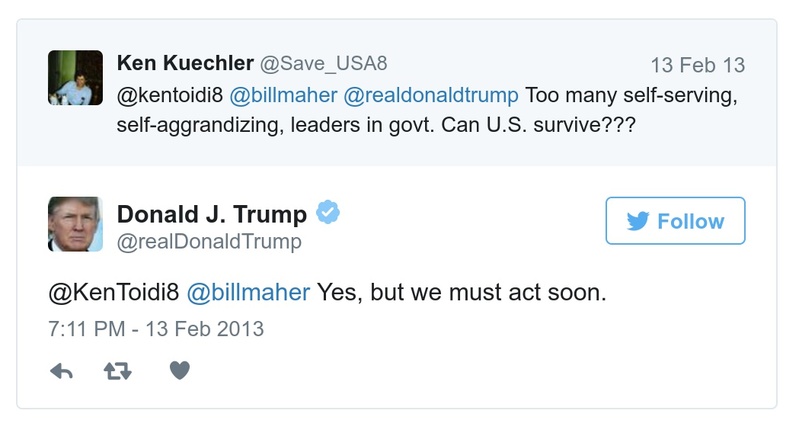 Ken Kuechler @Save_USA8 13 Feb 13
@kentoidi8 @billmaher @realdonaldtrump Too many self-serving,
self-aggrandizing, leaders in govt. Can U.S. survive???
Donald J. Trump
@realDonaldTrump
Follow
@KenToidi8 @billmaher Yes, but we must act soon.
7:11 PM - 13 Feb 2013